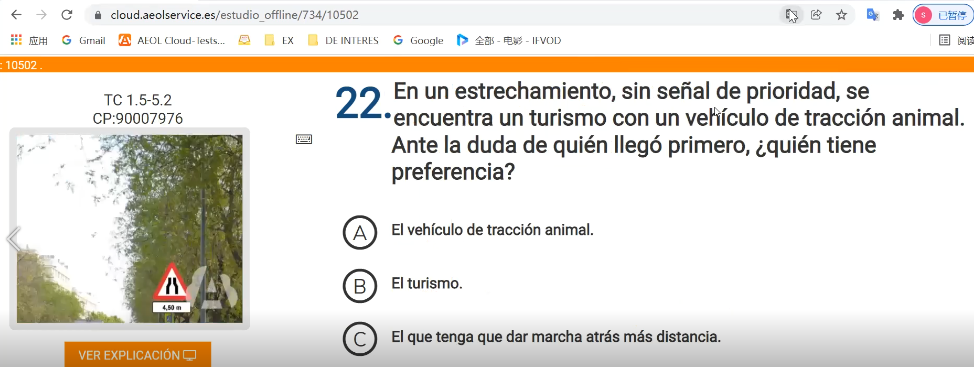 cloud.aeolservice.es/estudio_offline/734/10502
S 已暂停
应用 Gmail AEOL Cloud-Tests... EX DE INTERES Google 全部 - 电影 - IFVOD
: 10502 .
TC 1.5-5.2
CP:90007976
22. En un estrechamiento, sin señal de prioridad, se
encuentra un turismo con un vehículo de tracción animal.
Ante la duda de quién llegó primero, ¿quién tiene
preferencia?
4,50 m
A El vehículo de tracción animal.
B El turismo.
C El que tenga que dar marcha atrás más distancia.
VER EXPLICACIÓN